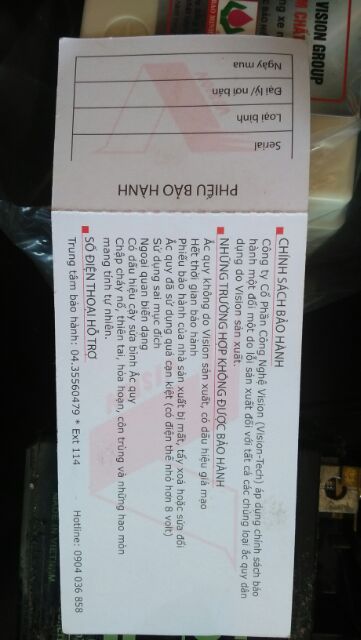 VISION GROUP
PHIẾU BẢO HÀNH
Serial
Loại bình
Đại lý/ nơi bán
Ngày mua
CHÍNH SÁCH BẢO HÀNH
Công ty Cổ Phần Công Nghệ Vision (Vision-Tech) áp dụng chính sách bảo
hành một đổi một do lỗi sản xuất đối với tất cả các chủng loại ắc quy dân
dụng do Vision sản xuất.
NHỮNG TRƯỜNG HỢP KHÔNG ĐƯỢC BẢO HÀNH
Ắc quy không do Vision sản xuất, có dấu hiệu giả mạo
Hết thời gian bảo hành
Phiếu bảo hành của nhà sản xuất bị mất, tẩy xoá hoặc sửa đổi
Ắc quy đã sử dụng quá cạn kiệt (có điện thế nhỏ hơn 8 volt)
Sử dụng sai mục đích
Ngoại quan biến dạng
Có dấu hiệu cậy sửa bình Ắc quy
Chập cháy nổ, thiên tai, hỏa hoạn, côn trùng và những hao mòn
mang tính tự nhiên.
SỐ ĐIỆN THOẠI HỖ TRỢ
Trung tâm bảo hành: 04.35560479 * Ext 114 Hotline: 0904 036 858